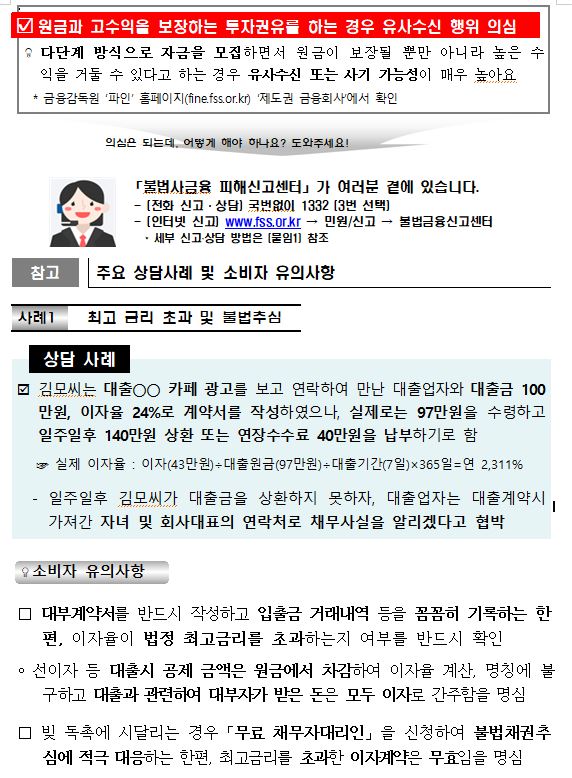 ☑ 원금과 고수익을 보장하는 투자권유를 하는 경우 유사수신 행위 의심
다단계 방식으로 자금을 모집하면서 원금이 보장될 뿐만 아니라 높은 수
익을 거둘 수 있다고 하는 경우 유사수신 또는 사기 가능성이 매우 높아요
* 금융감독원 '파인' 홈페이지(fine.fss.or.kr) '제도권 금융회사'에서 확인
의심은 되는데, 어떻게 해야 하나요? 도와주세요!
「불법사금융 피해신고센터」가 여러분 곁에 있습니다.
- (전화 신고·상담) 국번없이 1332 (3번 선택)
- (인터넷 신고) www.fss.or.kr → 민원/신고 → 불법금융신고센터
· 세부 신고·상담 방법은 [붙임1] 참조
참고 주요 상담사례 및 소비자 유의사항
사례1 최고 금리 초과 및 불법추심
상담 사례
☑ 김모씨는 대출○○ 카페 광고를 보고 연락하여 만난 대출업자와 대출금 100
만원, 이자율 24%로 계약서를 작성하였으나, 실제로는 97만원을 수령하고
일주일후 140만원 상환 또는 연장수수료 40만원을 납부하기로 함
☞ 실제 이자율 : 이자(43만원)÷대출원금(97만원)÷대출기간(7일)×365일=연 2,311%
- 일주일후 김모씨가 대출금을 상환하지 못하자, 대출업자는 대출계약시
가져간 자녀 및 회사대표의 연락처로 채무사실을 알리겠다고 협박
소비자 유의사항
□ 대부계약서를 반드시 작성하고 입출금 거래내역 등을 꼼꼼히 기록하는 한
편, 이자율이 법정 최고금리를 초과하는지 여부를 반드시 확인
○ 선이자 등 대출시 공제 금액은 원금에서 차감하여 이자율 계산, 명칭에 불
구하고 대출과 관련하여 대부자가 받은 돈은 모두 이자로 간주함을 명심
□ 빚 독촉에 시달리는 경우 「무료 채무자대리인」을 신청하여 불법채권추
심에 적극 대응하는 한편, 최고금리를 초과한 이자계약은 무효임을 명심